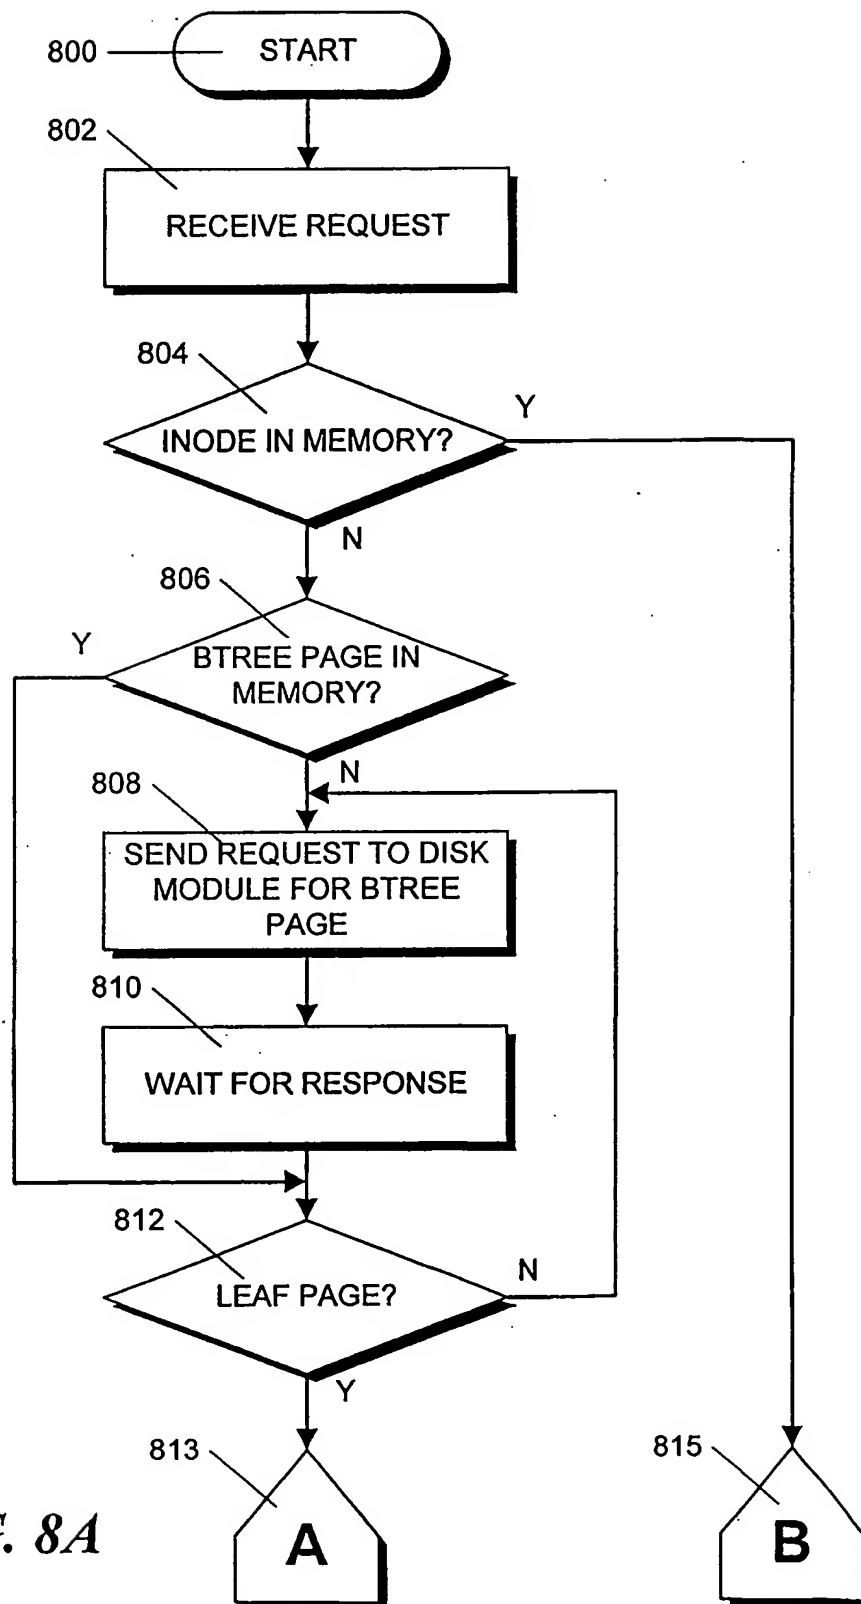 800
START
802
RECEIVE REQUEST
804
INODE IN MEMORY?
Y
N
806
Y
BTREE PAGE IN
MEMORY?
N
808
SEND REQUEST TO DISK
MODULE FOR BTREE
PAGE
810
WAIT FOR RESPONSE
812
LEAF PAGE?
N
Y
813
A
815
B
8A